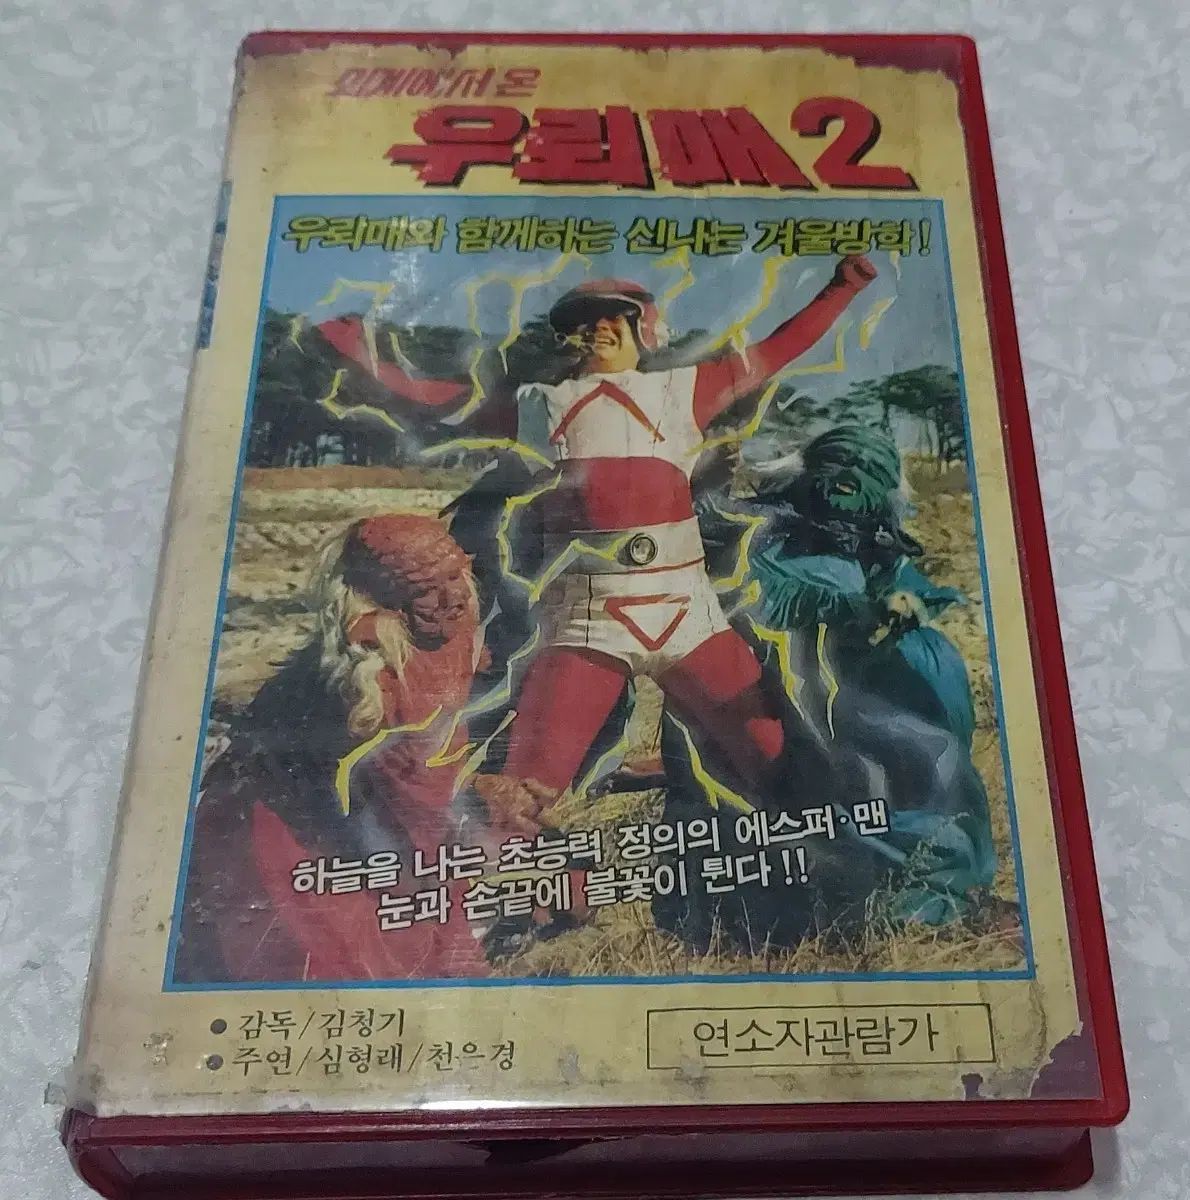 외계에서 온
우뢰매 2
우뢰매와 함께하는 신나는 겨울방학!
하늘을 나는 초능력 정의의 에스퍼·맨
눈과 손끝에 불꽃이 튄다!!
• 감독/김청기
• 주연/심형래/천은경
연소자관람가